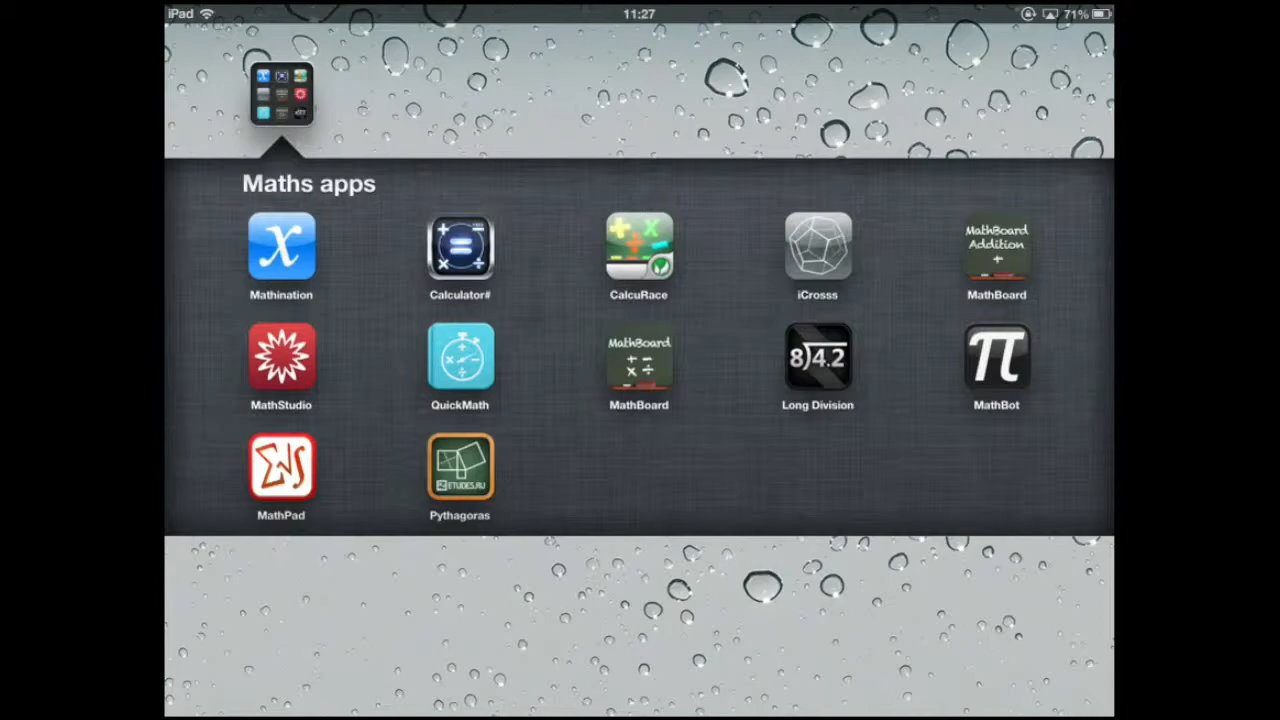 iPad 11:27 71%
Maths apps
x
Mathination
Calculator#
CalcuRace
iCrosss
MathBoard
Addition
+
MathBoard
MathStudio
QuickMath
MathBoard
+ −
× ÷
MathBoard
8)4.2
Long Division
π
MathBot
MathPad
ETUDES.RU
Pythagoras